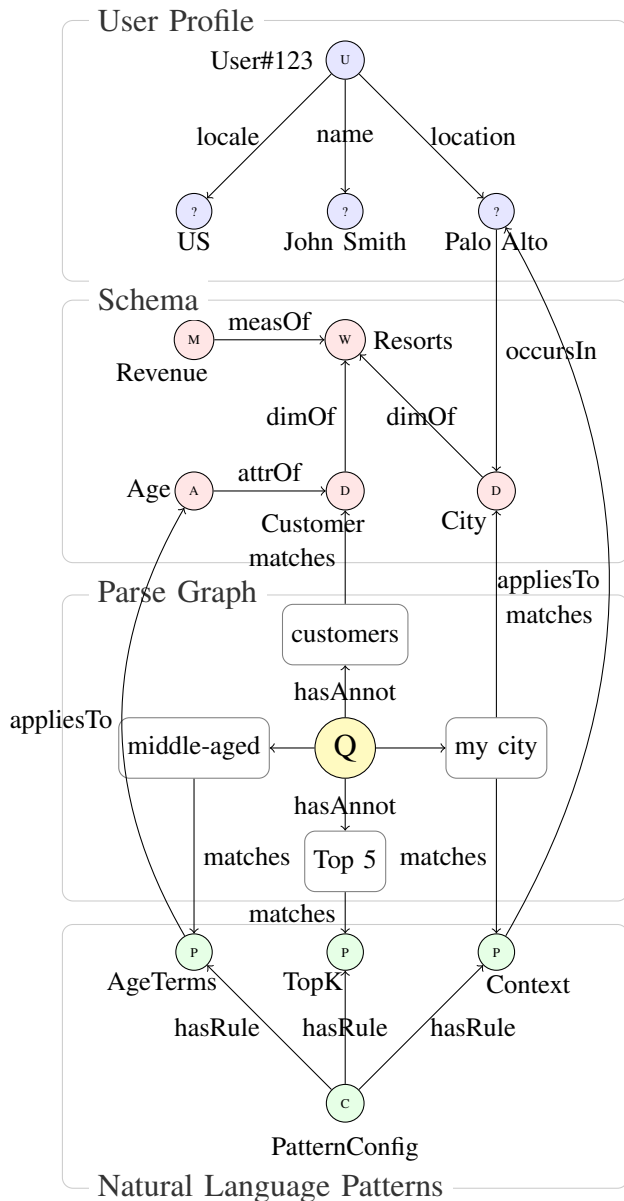 User Profile
User#123
U
locale
name
location
?
?
?
US
John Smith
Palo Alto
Schema
measOf
M
W
Resorts
Revenue
occursIn
dimOf
dimOf
attrOf
Age
A
D
D
Customer
City
matches
appliesTo
Parse Graph
matches
customers
hasAnnot
appliesTo
middle-aged
Q
my city
hasAnnot
matches
Top 5
matches
matches
P
P
P
AgeTerms
TopK
Context
hasRule
hasRule
hasRule
C
PatternConfig
Natural Language Patterns